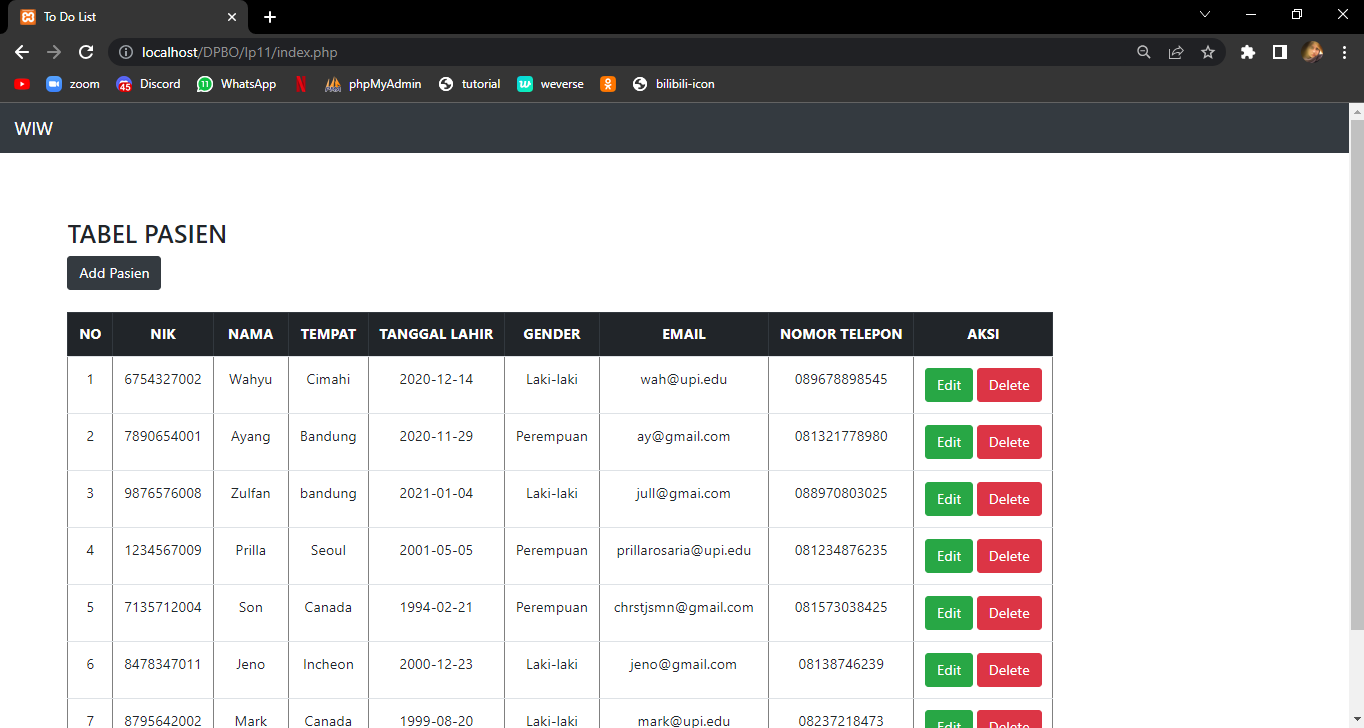 To Do List
localhost/DPBO/lp11/index.php
zoom 45 Discord 11 WhatsApp phpMyAdmin tutorial weverse bilibili-icon
WIW
TABEL PASIEN
Add Pasien
NO NIK NAMA TEMPAT TANGGAL LAHIR GENDER EMAIL NOMOR TELEPON AKSI
1 6754327002 Wahyu Cimahi 2020-12-14 Laki-laki wah@upi.edu 089678898545 Edit Delete
2 7890654001 Ayang Bandung 2020-11-29 Perempuan ay@gmail.com 081321778980 Edit Delete
3 9876576008 Zulfan bandung 2021-01-04 Laki-laki jull@gmai.com 088970803025 Edit Delete
4 1234567009 Prilla Seoul 2001-05-05 Perempuan prillarosaria@upi.edu 081234876235 Edit Delete
5 7135712004 Son Canada 1994-02-21 Perempuan chrstjsmn@gmail.com 081573038425 Edit Delete
6 8478347011 Jeno Incheon 2000-12-23 Laki-laki jeno@gmail.com 08138746239 Edit Delete
7 8795642002 Mark Canada 1999-08-20 Laki-laki mark@upi.edu 08237218473 Edit Delete